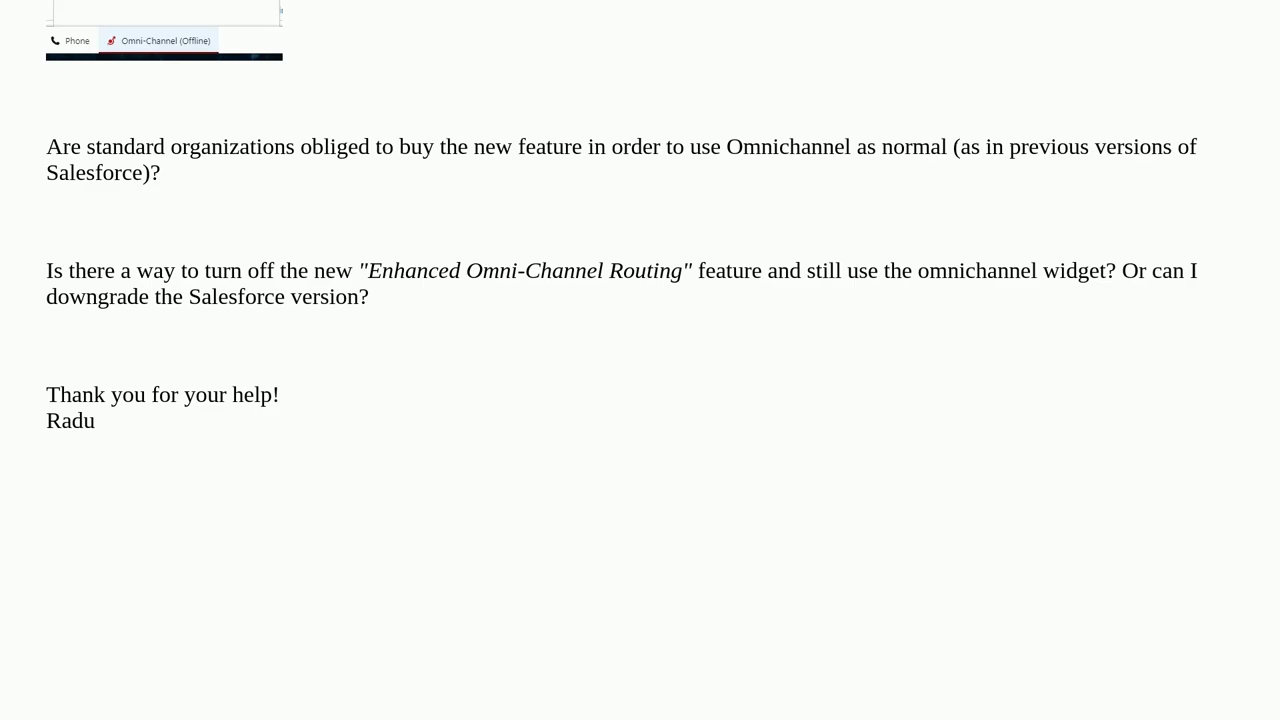 Phone Omni-Channel (Offline)
Are standard organizations obliged to buy the new feature in order to use Omnichannel as normal (as in previous versions of
Salesforce)?
Is there a way to turn off the new "Enhanced Omni-Channel Routing" feature and still use the omnichannel widget? Or can I
downgrade the Salesforce version?
Thank you for your help!
Radu